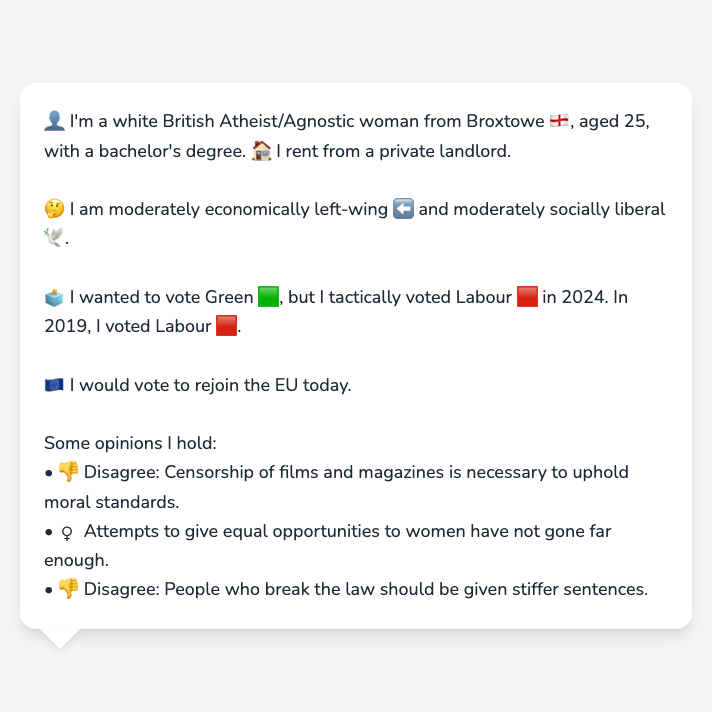 👤 I'm a white British Atheist/Agnostic woman from Broxtowe 🏴󠁧󠁢󠁥󠁮󠁧󠁿, aged 25,
with a bachelor's degree. 🏠 I rent from a private landlord.
🤔 I am moderately economically left-wing ⬅️ and moderately socially liberal
🕊️.
🗳️ I wanted to vote Green 🟩, but I tactically voted Labour 🟥 in 2024. In
2019, I voted Labour 🟥.
🇪🇺 I would vote to rejoin the EU today.
Some opinions I hold:
• 👎 Disagree: Censorship of films and magazines is necessary to uphold
moral standards.
• ♀ Attempts to give equal opportunities to women have not gone far
enough.
• 👎 Disagree: People who break the law should be given stiffer sentences.